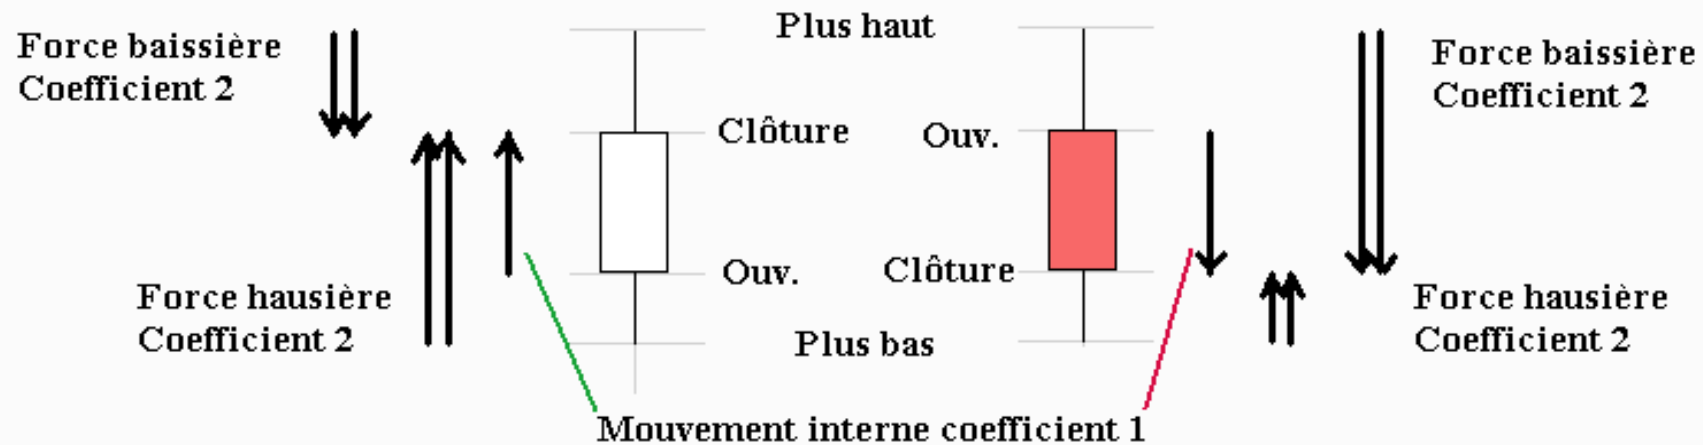 Force baissière
Coefficient 2
Force hausière
Coefficient 2
Plus haut
Clôture
Ouv.
Ouv.
Clôture
Plus bas
Force baissière
Coefficient 2
Force hausière
Coefficient 2
Mouvement interne coefficient 1